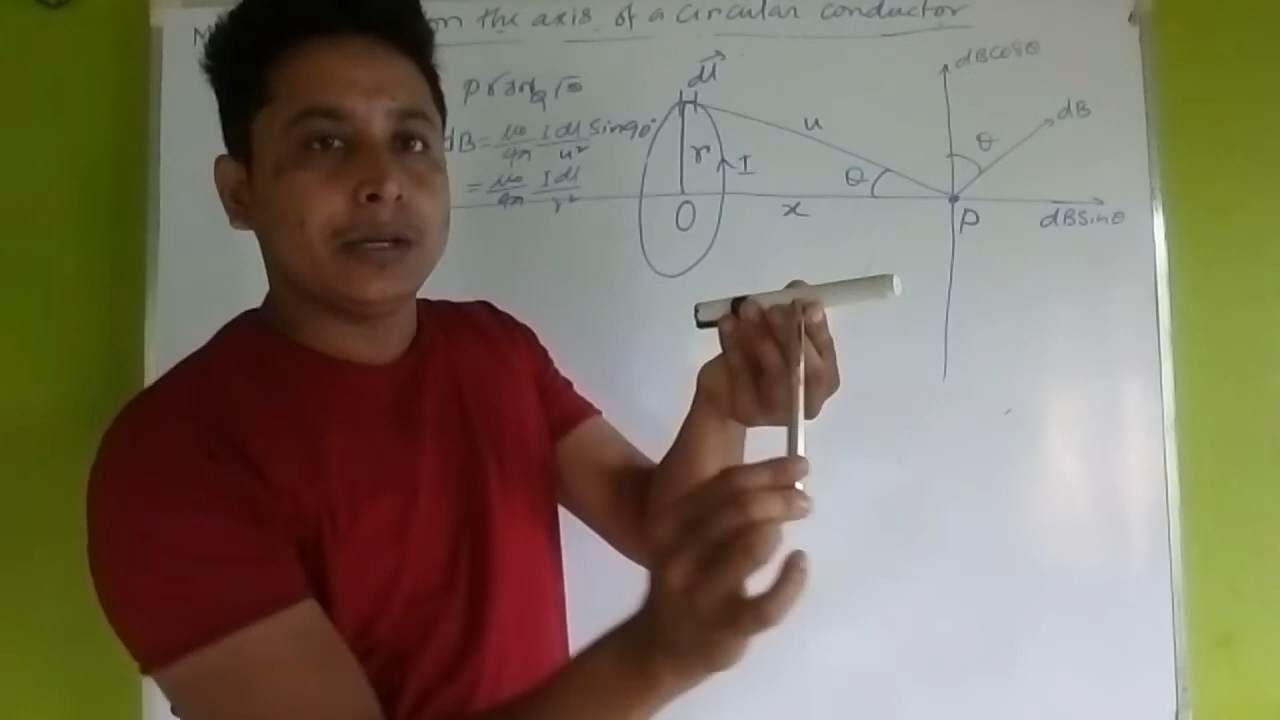 on the axis of a circular conductor
dB = μ₀/4π I dl/u² Sin90°
= μ₀/4π I dl/r²
dl
r
I
O
u
θ
x
dBcosθ
dB
θ
P
dBSinθ